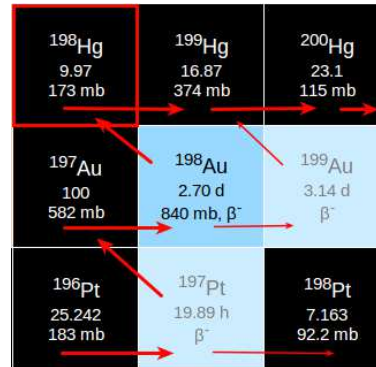 198Hg
9.97
173 mb
199Hg
16.87
374 mb
200Hg
23.1
115 mb
197Au
100
582 mb
198Au
2.70 d
840 mb, β-
199Au
3.14 d
β-
196Pt
25.242
183 mb
197Pt
19.89 h
β-
198Pt
7.163
92.2 mb